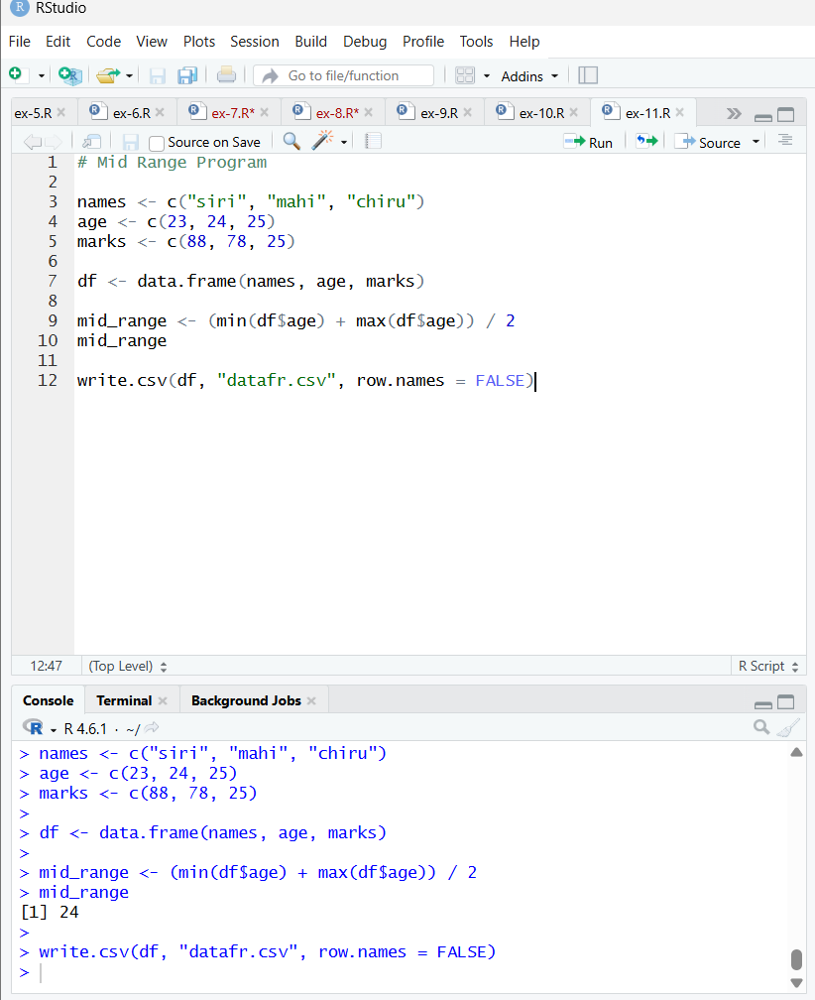 RStudio
File Edit Code View Plots Session Build Debug Profile Tools Help
Go to file/function Addins
ex-5.R ex-6.R ex-7.R* ex-8.R* ex-9.R ex-10.R ex-11.R
Source on Save Run Source
1 # Mid Range Program
2
3 names <- c("siri", "mahi", "chiru")
4 age <- c(23, 24, 25)
5 marks <- c(88, 78, 25)
6
7 df <- data.frame(names, age, marks)
8
9 mid_range <- (min(df$age) + max(df$age)) / 2
10 mid_range
11
12 write.csv(df, "datafr.csv", row.names = FALSE)
12:47 (Top Level) R Script
Console Terminal Background Jobs
R 4.6.1 · ~/
> names <- c("siri", "mahi", "chiru")
> age <- c(23, 24, 25)
> marks <- c(88, 78, 25)
>
> df <- data.frame(names, age, marks)
>
> mid_range <- (min(df$age) + max(df$age)) / 2
> mid_range
[1] 24
>
> write.csv(df, "datafr.csv", row.names = FALSE)
>